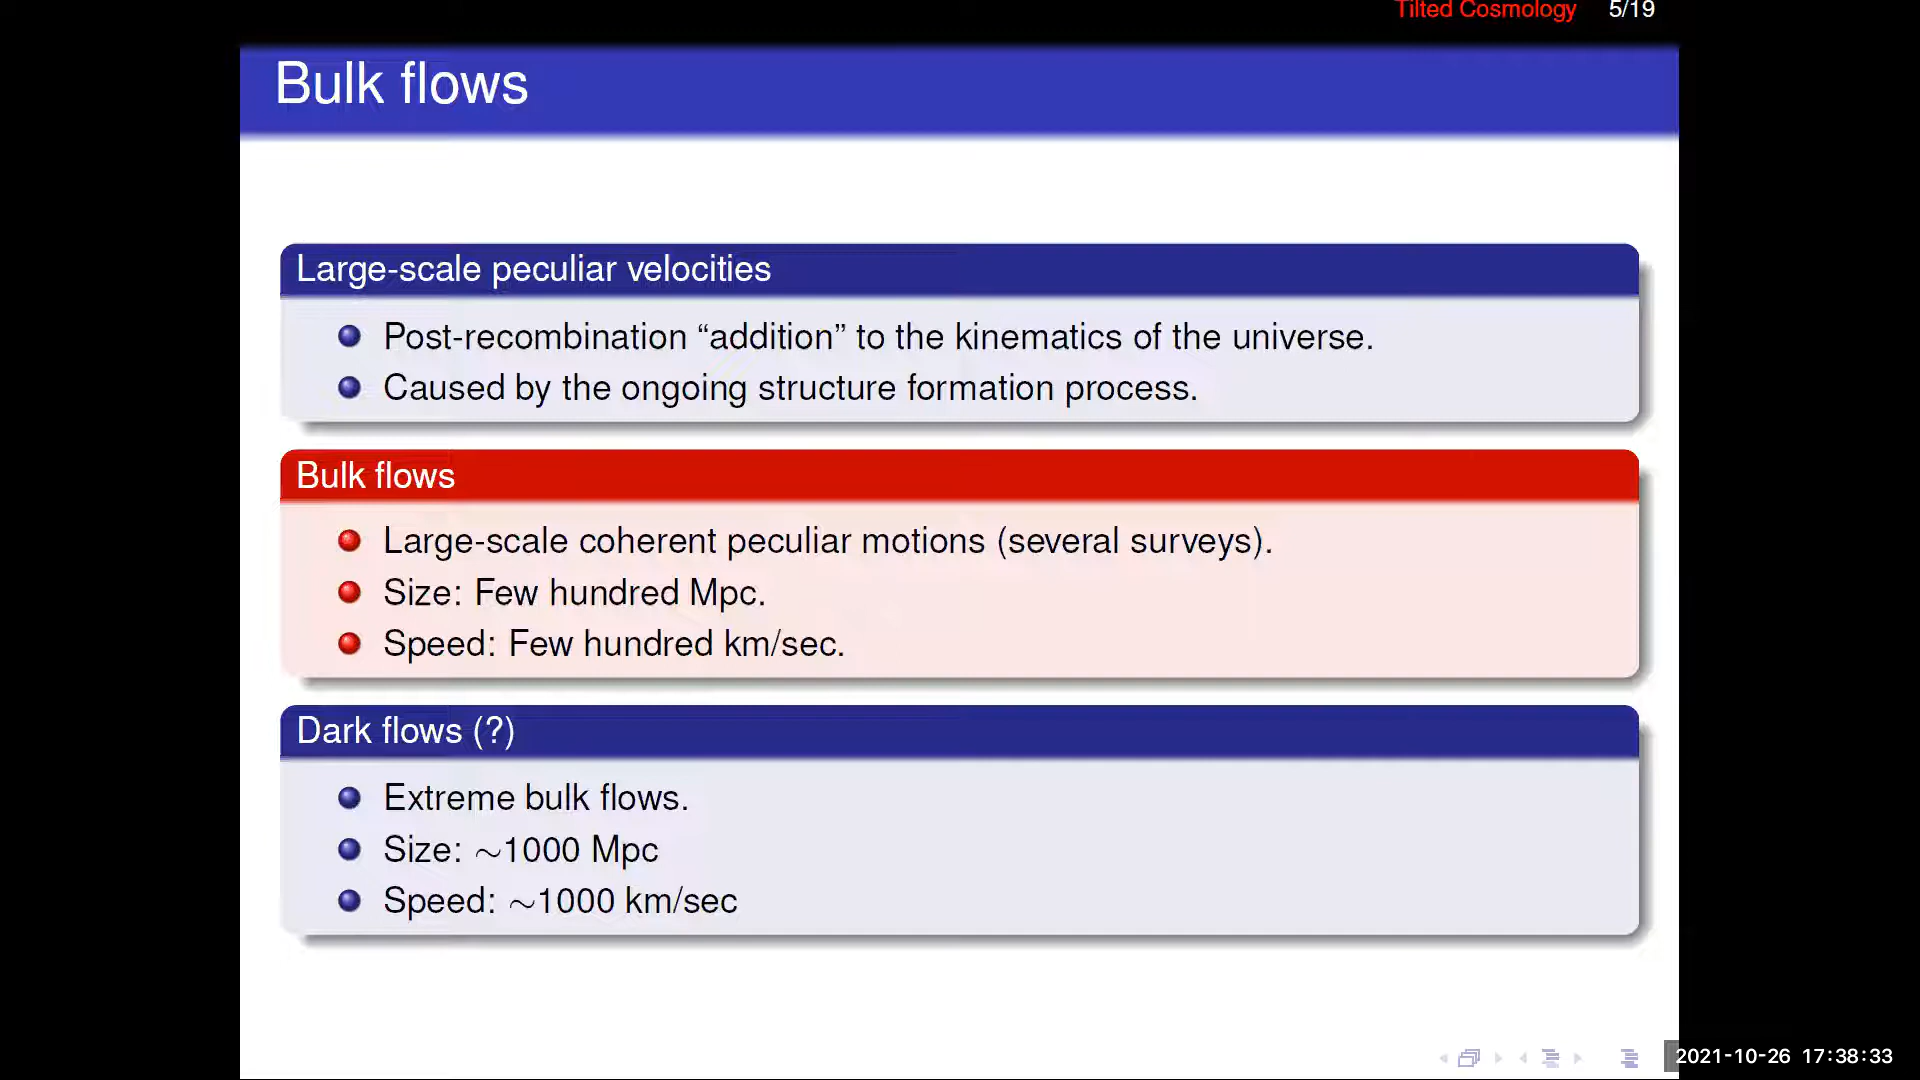 Tilted Cosmology 5/19
Bulk flows
Large-scale peculiar velocities
Post-recombination “addition” to the kinematics of the universe.
Caused by the ongoing structure formation process.
Bulk flows
Large-scale coherent peculiar motions (several surveys).
Size: Few hundred Mpc.
Speed: Few hundred km/sec.
Dark flows (?)
Extreme bulk flows.
Size: ∼1000 Mpc
Speed: ∼1000 km/sec
2021-10-26 17:38:33